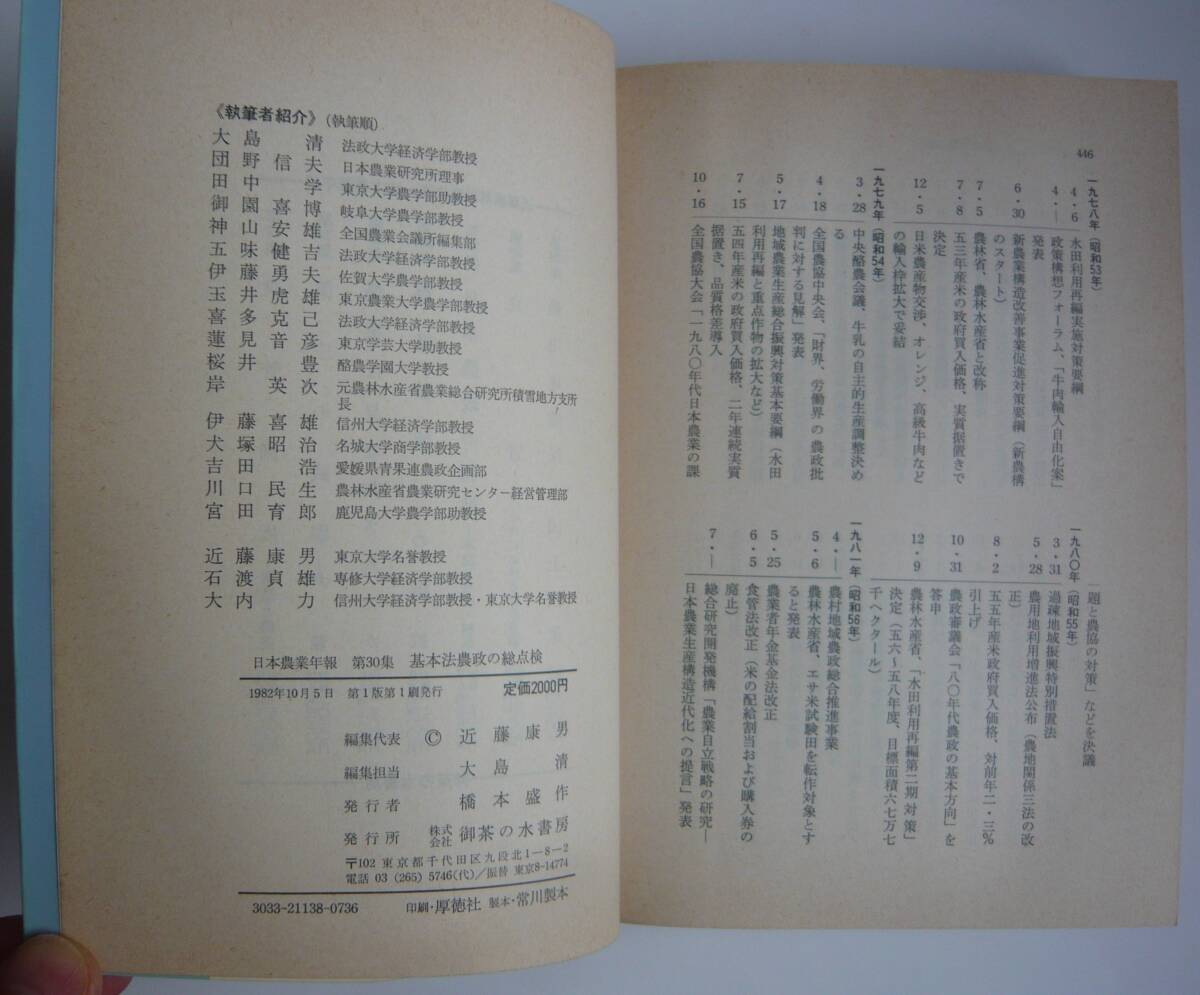 《執筆者紹介》(執筆順)
大島清 法政大学経済学部教授
団野信夫 日本農業研究所理事
田中学 東京大学農学部助教授
御園喜博 岐阜大学農学部教授
神山安雄 全国農業会議所編集部
五味健吉 法政大学経済学部教授
伊藤勇夫 佐賀大学農学部教授
玉井虎雄 東京農業大学農学部教授
喜多克己 法政大学経済学部教授
蓮見音彦 東京学芸大学助教授
桜井豊 酪農学園大学教授
岸英次 元農林水産省農業総合研究所積雪地方支所
長
伊藤喜雄 信州大学経済学部教授
犬塚昭治 名城大学商学部教授
吉田浩 愛媛県青果連農政企画部
川口民生 農林水産省農業研究センター経営管理部
宮田育郎 鹿児島大学農学部助教授
近藤康男 東京大学名誉教授
石渡貞雄 専修大学経済学部教授
大内力 信州大学経済学部教授・東京大学名誉教授
日本農業年報 第30集 基本法農政の総点検
1982年10月5日 第1版第1刷発行 定価2000円
編集代表 © 近藤康男
編集担当 大島清
発行者 橋本盛作
発行所 株式会社 御茶の水書房
〒102 東京都千代田区九段北1-8-2
電話 03 (265) 5746(代)/振替 東京8-14774
3033-21138-0736 印刷・厚徳社 製本・常川製本
446
一九七八年(昭和53年)
4・6 水田利用再編実施対策要綱
4・― 政策構想フォーラム、「牛肉輸入自由化案」
発表
6・30 新農業構造改善事業促進対策要綱(新農構
のスタート)
7・5 農林省、農林水産省と改称
7・8 五三年産米の政府買入価格、実質据置きで
決定
12・5 日米農産物交渉、オレンジ、高級牛肉など
の輸入枠拡大で妥結
一九七九年(昭和54年)
3・28 中央酪農会議、牛乳の自主的生産調整決め
る
4・18 全国農協中央会、「財界、労働界の農政批
判に対する見解」発表
5・17 地域農業生産総合振興対策基本要綱(水田
利用再編と重点作物の拡大など)
7・15 五四年産米の政府買入価格、二年連続実質
据置き、品質格差導入
10・16 全国農協大会「一九八〇年代日本農業の課
題と農協の対策」などを決議
一九八〇年(昭和55年)
3・31 過疎地域振興特別措置法
5・28 農用地利用増進法公布(農地関係三法の改
正)
8・2 五五年産米政府買入価格、対前年二・三%
引上げ
10・31 農政審議会「八〇年代農政の基本方向」を
答申
12・9 農林水産省、「水田利用再編第二期対策」
決定(五六～五八年度、目標面積六七万七
千ヘクタール)
一九八一年(昭和56年)
4・― 農村地域農政総合推進事業
5・6 農林水産省、エサ米試験田を転作対象とす
ると発表
5・25 農業者年金基金法改正
6・5 食管法改正(米の配給割当および購入券の
廃止)
7・― 総合研究開発機構「農業自立戦略の研究―
日本農業生産構造近代化への提言」発表